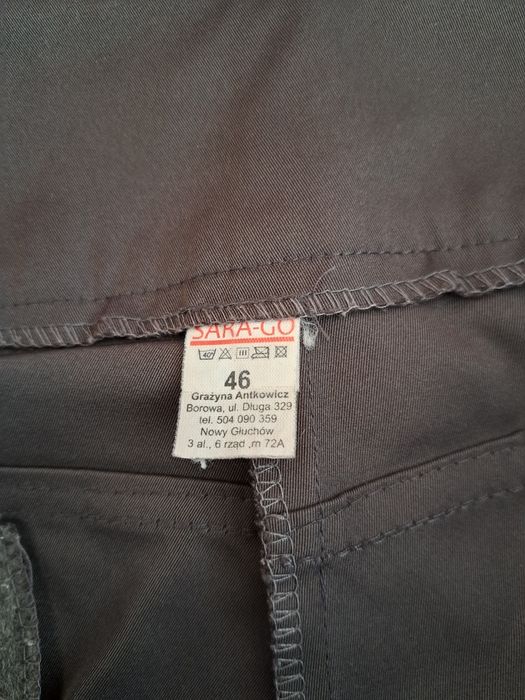 SARA-GO
40°
46
Grażyna Antkowicz
Borowa, ul. Długa 329
tel. 504 090 359
Nowy Głuchów
3 al., 6 rząd ,m 72A